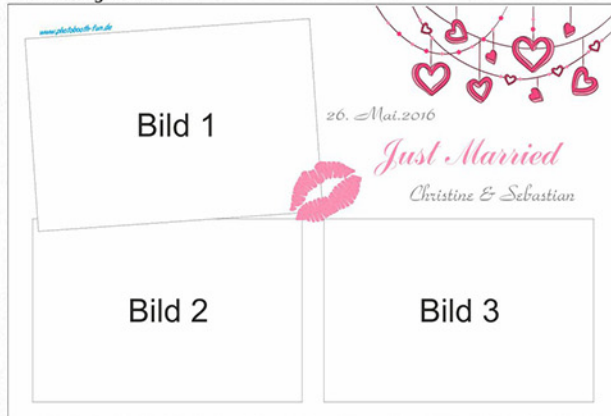 www.photobooth-fun.de
Bild 1
26. Mai.2016
Just Married
Christine & Sebastian
Bild 2
Bild 3